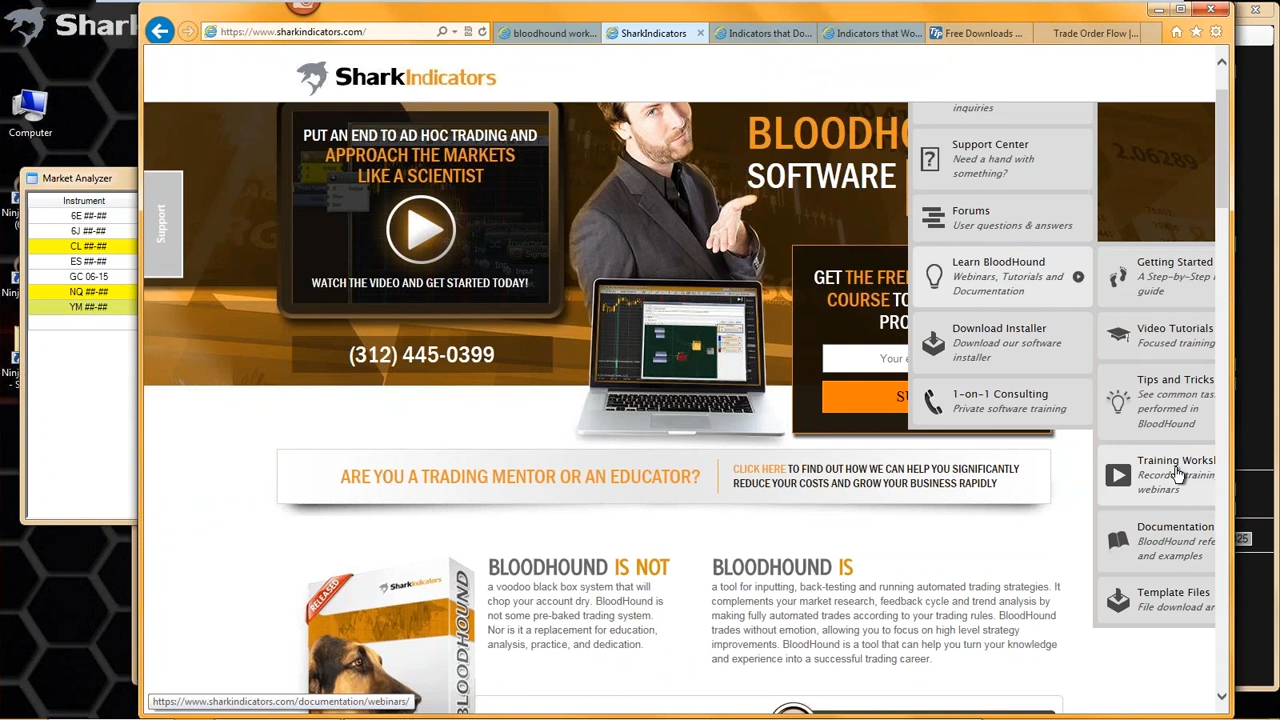 Shark
https://www.sharkindicators.com/
bloodhound work...
SharkIndicators
Indicators that Do...
Indicators that Wo...
Free Downloads ...
Trade Order Flow |...
Computer
Market Analyzer
Instrument
6E ##-##
6J ##-##
CL ##-##
ES ##-##
GC 06-15
NQ ##-##
YM ##-##
Ninj
Ninj
Ninj
- S
SharkIndicators
Support
PUT AN END TO AD HOC TRADING AND
APPROACH THE MARKETS
LIKE A SCIENTIST
WATCH THE VIDEO AND GET STARTED TODAY!
(312) 445-0399
BLOODHO
SOFTWARE
2.06289
GET THE FREE
COURSE TO
PRO
Your e
SU
inquiries
Support Center
Need a hand with
something?
Forums
User questions & answers
Learn BloodHound
Webinars, Tutorials and
Documentation
Download Installer
Download our software
installer
1-on-1 Consulting
Private software training
Getting Started
A Step-by-Step
guide
Video Tutorials
Focused training
Tips and Tricks
See common tas
performed in
BloodHound
Training Worksh
Recorded training
webinars
Documentation
BloodHound refe
and examples
Template Files
File download ar
ARE YOU A TRADING MENTOR OR AN EDUCATOR?
CLICK HERE TO FIND OUT HOW WE CAN HELP YOU SIGNIFICANTLY
REDUCE YOUR COSTS AND GROW YOUR BUSINESS RAPIDLY
RELEASED
SharkIndicators
BLOODHOUND
BLOODHOUND IS NOT
a voodoo black box system that will
chop your account dry. BloodHound is
not some pre-baked trading system.
Nor is it a replacement for education,
analysis, practice, and dedication.
BLOODHOUND IS
a tool for inputting, back-testing and running automated trading strategies. It
complements your market research, feedback cycle and trend analysis by
making fully automated trades according to your trading rules. BloodHound
trades without emotion, allowing you to focus on high level strategy
improvements. BloodHound is a tool that can help you turn your knowledge
and experience into a successful trading career.
https://www.sharkindicators.com/documentation/webinars/
25